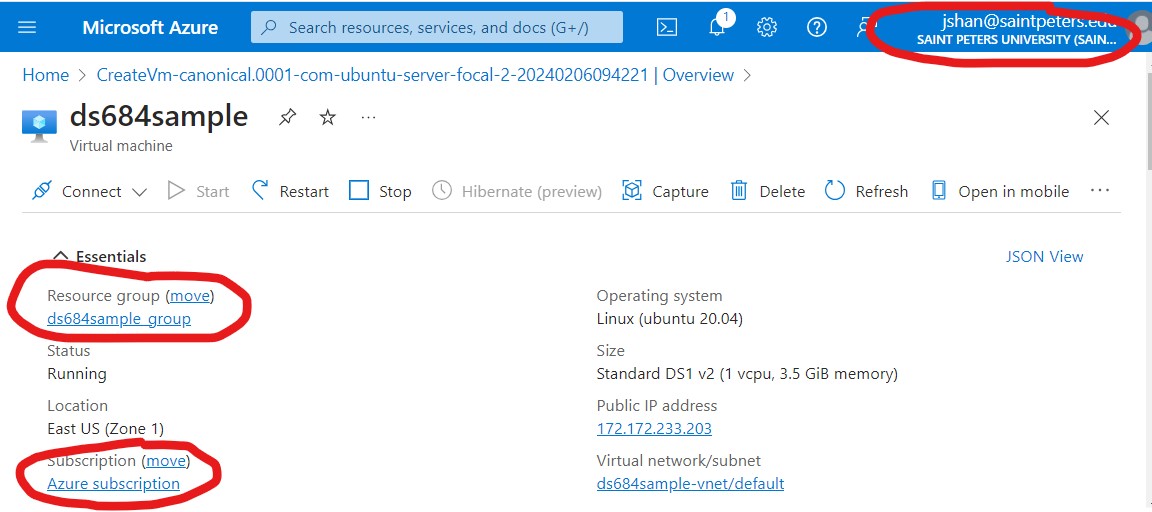 Microsoft Azure
Search resources, services, and docs (G+/)
1
jshan@saintpeters.edu
SAINT PETERS UNIVERSITY (SAIN...
Home > CreateVm-canonical.0001-com-ubuntu-server-focal-2-20240206094221 | Overview >
ds684sample
...
Virtual machine
Connect Start Restart Stop Hibernate (preview) Capture Delete Refresh Open in mobile ...
Essentials
JSON View
Resource group (move)
ds684sample_group
Status
Running
Location
East US (Zone 1)
Subscription (move)
Azure subscription
Operating system
Linux (ubuntu 20.04)
Size
Standard DS1 v2 (1 vcpu, 3.5 GiB memory)
Public IP address
172.172.233.203
Virtual network/subnet
ds684sample-vnet/default